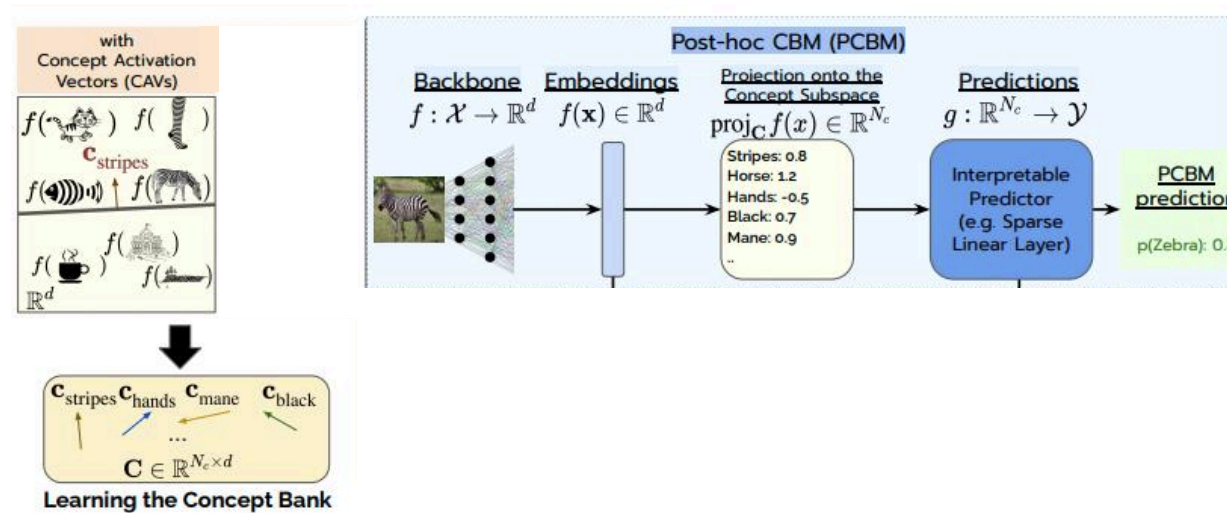 with
Concept Activation
Vectors (CAVs)
f( ) f( )
c_stripes
f( ) f( )
f( )
f( ) f( )
ℝ^d
c_stripes c_hands c_mane c_black
...
C ∈ ℝ^{N_c×d}
Learning the Concept Bank
Post-hoc CBM (PCBM)
Backbone
f : 𝒳 → ℝ^d
Embeddings
f(x) ∈ ℝ^d
Projection onto the
Concept Subspace
proj_C f(x) ∈ ℝ^{N_c}
Predictions
g : ℝ^{N_c} → 𝒴
Stripes: 0.8
Horse: 1.2
Hands: -0.5
Black: 0.7
Mane: 0.9
..
Interpretable
Predictor
(e.g. Sparse
Linear Layer)
PCBM
prediction
p(Zebra): 0.